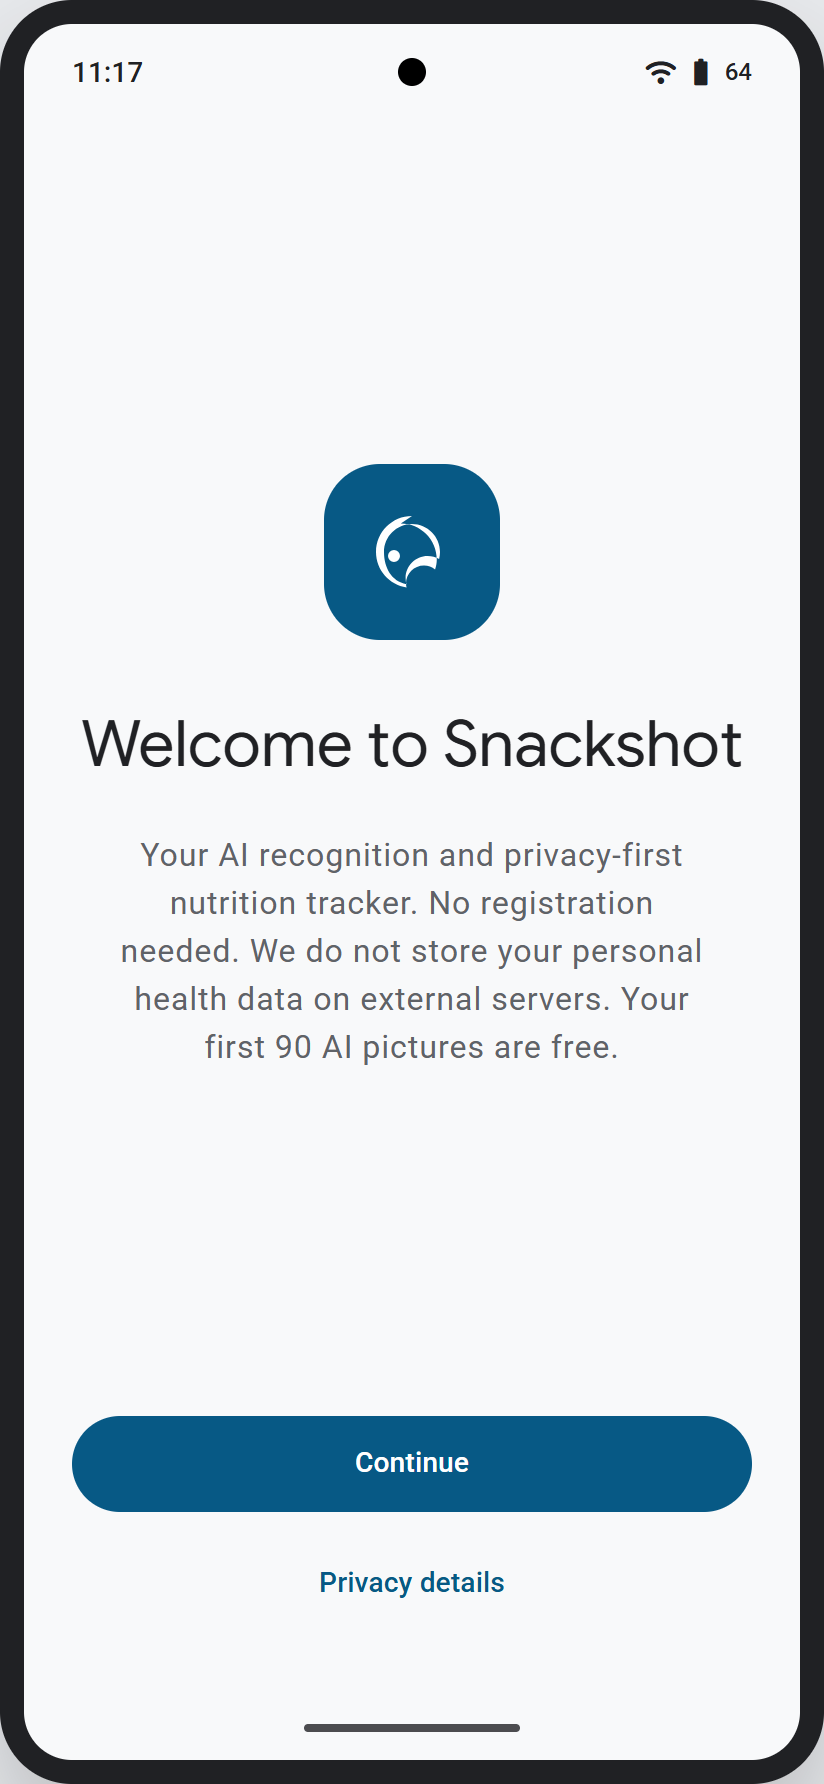 11:17
64
Welcome to Snackshot
Your AI recognition and privacy-first
nutrition tracker. No registration
needed. We do not store your personal
health data on external servers. Your
first 90 AI pictures are free.
Continue
Privacy details